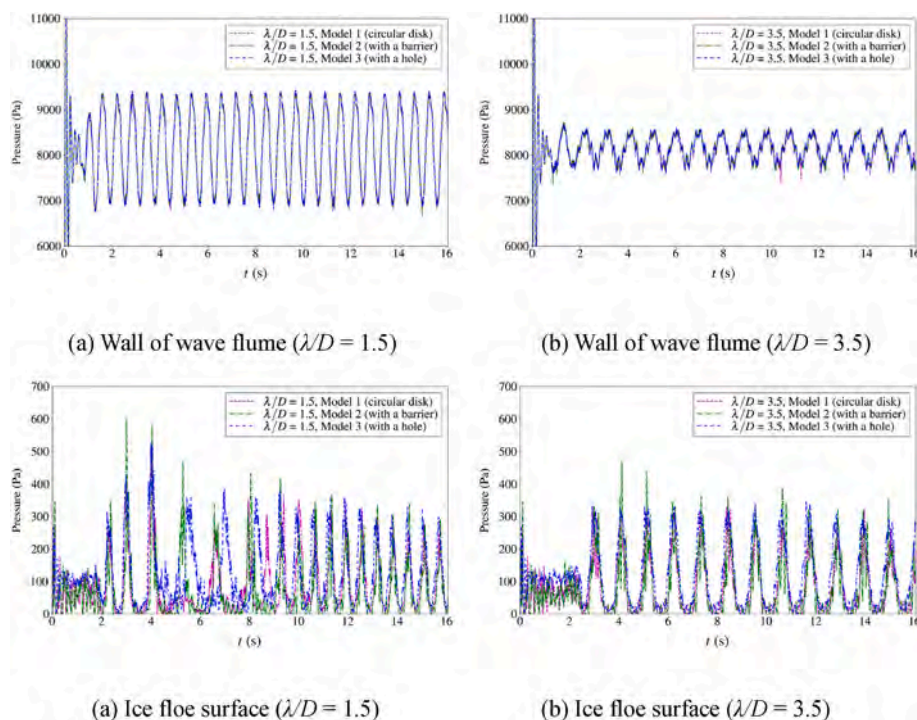 11000
10000
9000
8000
7000
6000
Pressure (Pa)
λ/D = 1.5, Model 1 (circular disk)
λ/D = 1.5, Model 2 (with a barrier)
λ/D = 1.5, Model 3 (with a hole)
0 2 4 6 8 10 12 14 16
t (s)
(a) Wall of wave flume (λ/D = 1.5)
11000
10000
9000
8000
7000
6000
Pressure (Pa)
λ/D = 3.5, Model 1 (circular disk)
λ/D = 3.5, Model 2 (with a barrier)
λ/D = 3.5, Model 3 (with a hole)
0 2 4 6 8 10 12 14 16
t (s)
(b) Wall of wave flume (λ/D = 3.5)
700
600
500
400
300
200
100
0
Pressure (Pa)
λ/D = 1.5, Model 1 (circular disk)
λ/D = 1.5, Model 2 (with a barrier)
λ/D = 1.5, Model 3 (with a hole)
0 2 4 6 8 10 12 14 16
t (s)
(a) Ice floe surface (λ/D = 1.5)
700
600
500
400
300
200
100
0
Pressure (Pa)
λ/D = 3.5, Model 1 (circular disk)
λ/D = 3.5, Model 2 (with a barrier)
λ/D = 3.5, Model 3 (with a hole)
0 2 4 6 8 10 12 14 16
t (s)
(b) Ice floe surface (λ/D = 3.5)